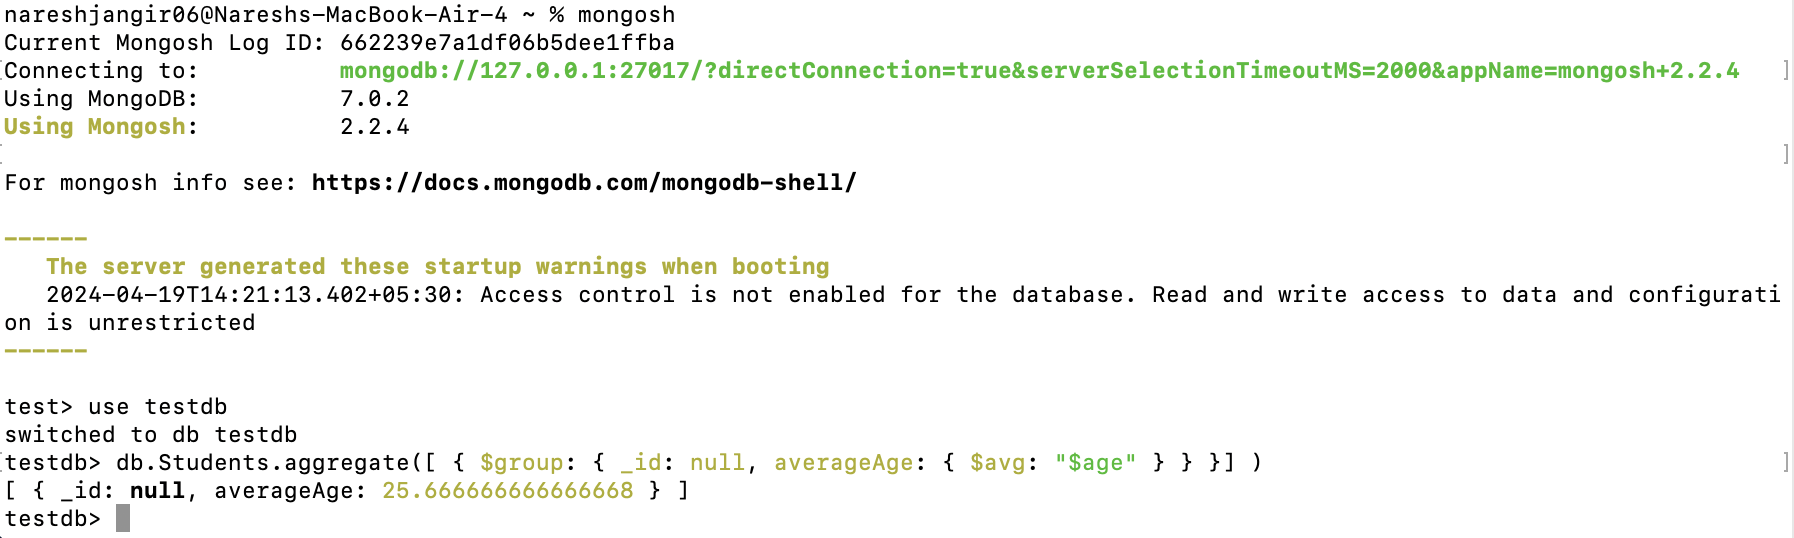 nareshjangir06@Nareshs-MacBook-Air-4 ~ % mongosh
Current Mongosh Log ID: 662239e7a1df06b5dee1ffba
Connecting to:          mongodb://127.0.0.1:27017/?directConnection=true&serverSelectionTimeoutMS=2000&appName=mongosh+2.2.4
Using MongoDB:          7.0.2
Using Mongosh:          2.2.4

For mongosh info see: https://docs.mongodb.com/mongodb-shell/

------
   The server generated these startup warnings when booting
   2024-04-19T14:21:13.402+05:30: Access control is not enabled for the database. Read and write access to data and configurati
on is unrestricted
------

test> use testdb
switched to db testdb
testdb> db.Students.aggregate([ { $group: { _id: null, averageAge: { $avg: "$age" } } }] )
[ { _id: null, averageAge: 25.666666666666668 } ]
testdb>